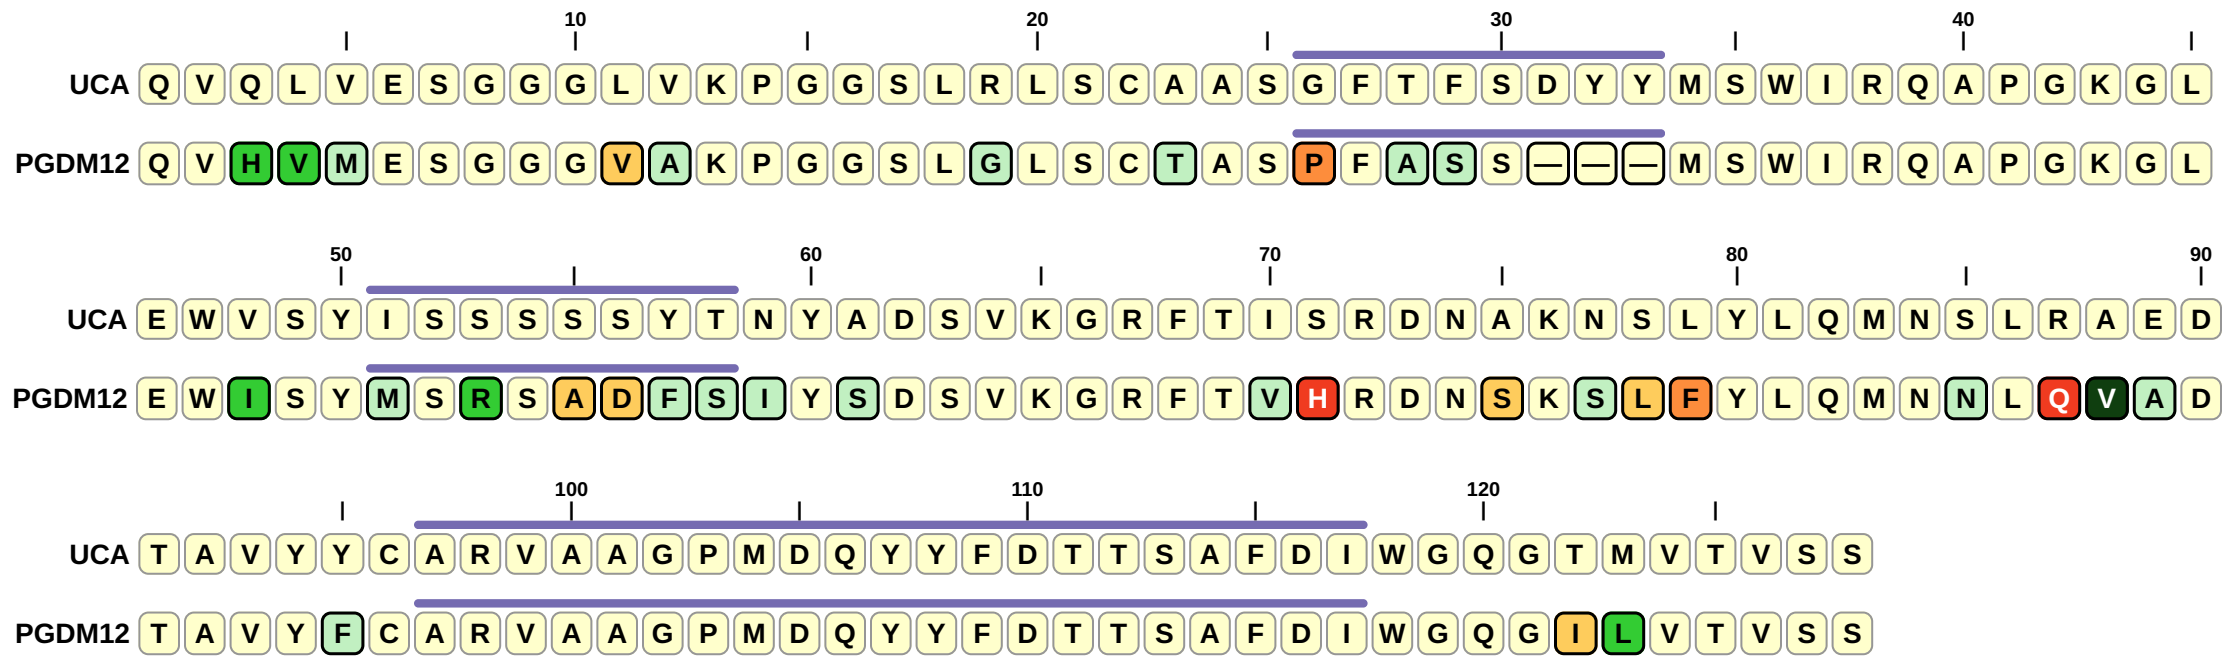 10 20 30 40
UCA Q V Q L V E S G G G L V K P G G S L R L S C A A S G F T F S D Y Y M S W I R Q A P G K G L
PGDM12 Q V H V M E S G G G V A K P G G S L G L S C T A S P F A S S — — — M S W I R Q A P G K G L
50 60 70 80 90
UCA E W V S Y I S S S S S Y T N Y A D S V K G R F T I S R D N A K N S L Y L Q M N S L R A E D
PGDM12 E W I S Y M S R S A D F S I Y S D S V K G R F T V H R D N S K S L F Y L Q M N N L Q V A D
100 110 120
UCA T A V Y Y C A R V A A G P M D Q Y Y F D T T S A F D I W G Q G T M V T V S S
PGDM12 T A V Y F C A R V A A G P M D Q Y Y F D T T S A F D I W G Q G I L V T V S S